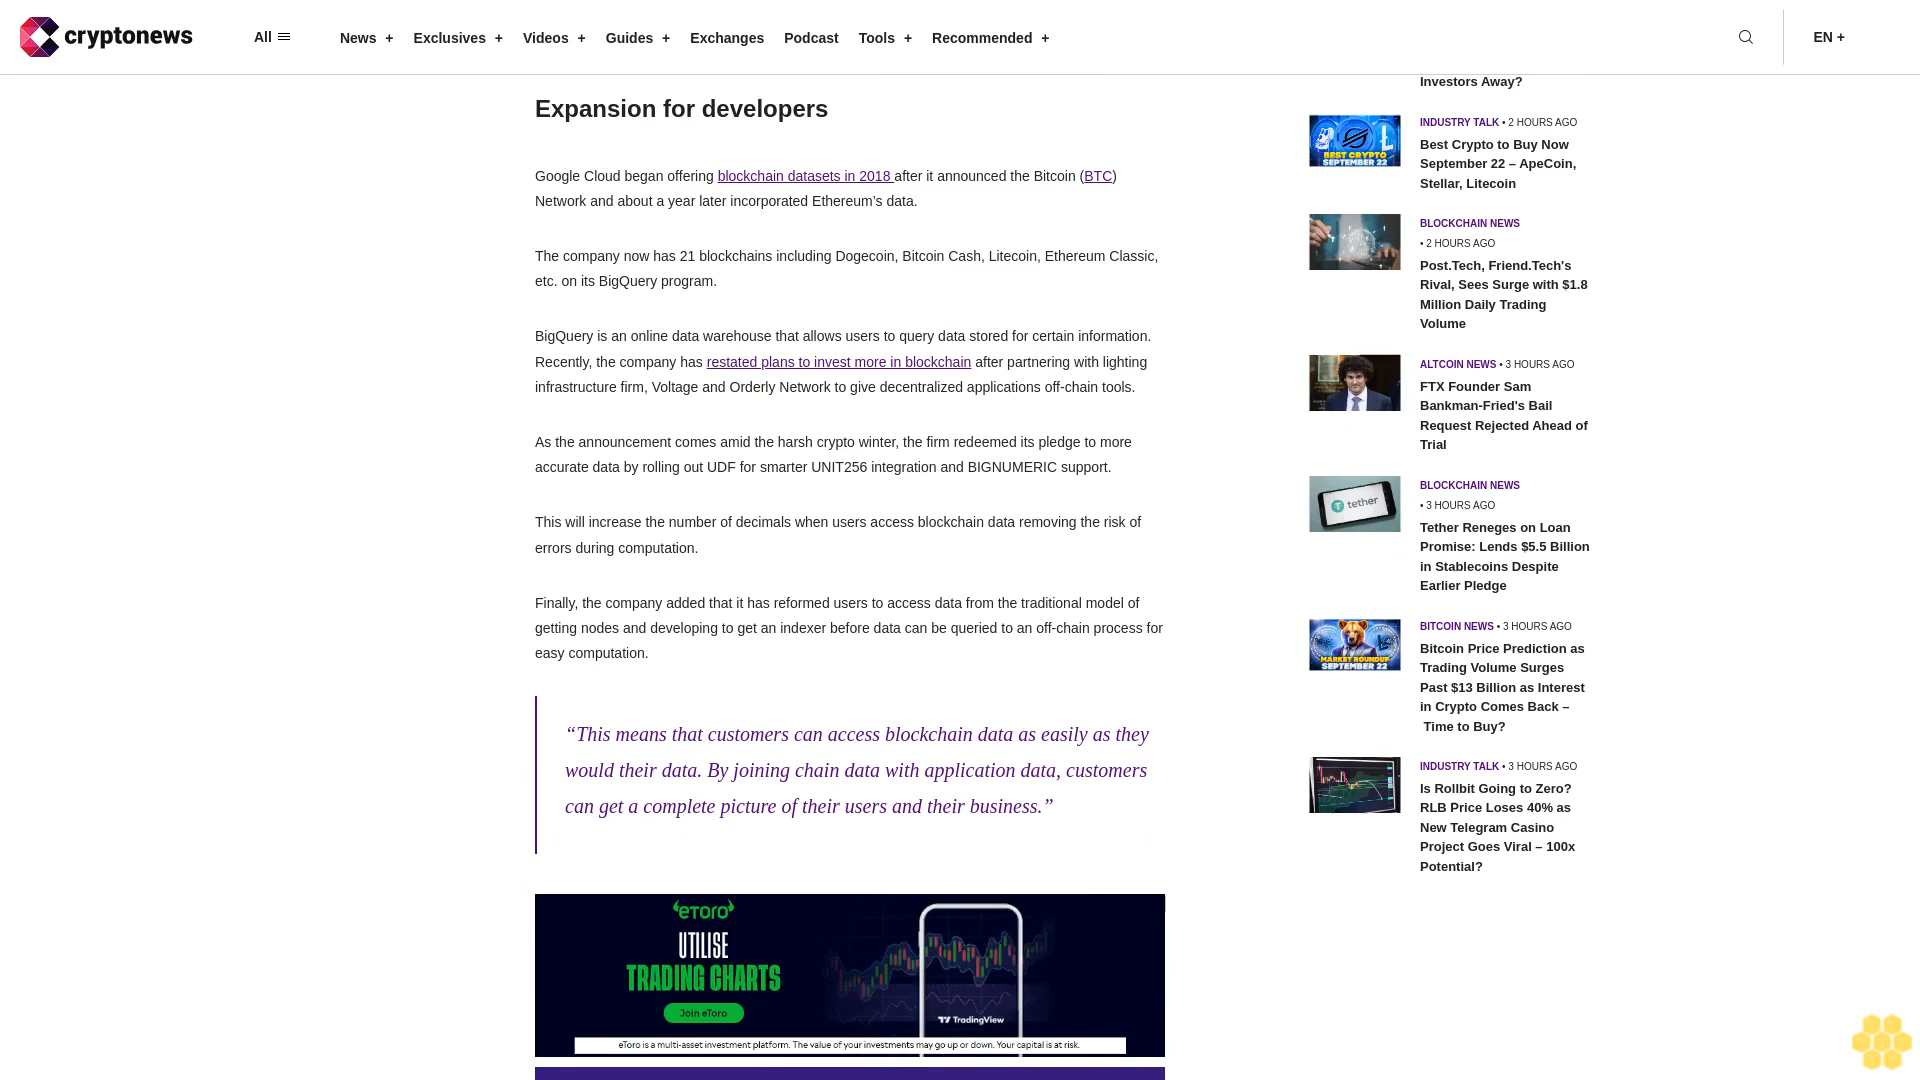 cryptonews
All
News +
Exclusives +
Videos +
Guides +
Exchanges
Podcast
Tools +
Recommended +
EN +
Expansion for developers
Google Cloud began offering blockchain datasets in 2018 after it announced the Bitcoin (BTC)
Network and about a year later incorporated Ethereum’s data.
The company now has 21 blockchains including Dogecoin, Bitcoin Cash, Litecoin, Ethereum Classic,
etc. on its BigQuery program.
BigQuery is an online data warehouse that allows users to query data stored for certain information.
Recently, the company has restated plans to invest more in blockchain after partnering with lighting
infrastructure firm, Voltage and Orderly Network to give decentralized applications off-chain tools.
As the announcement comes amid the harsh crypto winter, the firm redeemed its pledge to more
accurate data by rolling out UDF for smarter UNIT256 integration and BIGNUMERIC support.
This will increase the number of decimals when users access blockchain data removing the risk of
errors during computation.
Finally, the company added that it has reformed users to access data from the traditional model of
getting nodes and developing to get an indexer before data can be queried to an off-chain process for
easy computation.
“This means that customers can access blockchain data as easily as they
would their data. By joining chain data with application data, customers
can get a complete picture of their users and their business.”
eToro
UTILISE
TRADING CHARTS
Join eToro
TradingView
eToro is a multi-asset investment platform. The value of your investments may go up or down. Your capital is at risk.
Investors Away?
BEST CRYPTO
SEPTEMBER 22
INDUSTRY TALK • 2 HOURS AGO
Best Crypto to Buy Now
September 22 – ApeCoin,
Stellar, Litecoin
BLOCKCHAIN NEWS
• 2 HOURS AGO
Post.Tech, Friend.Tech's
Rival, Sees Surge with $1.8
Million Daily Trading
Volume
ALTCOIN NEWS • 3 HOURS AGO
FTX Founder Sam
Bankman-Fried's Bail
Request Rejected Ahead of
Trial
tether
BLOCKCHAIN NEWS
• 3 HOURS AGO
Tether Reneges on Loan
Promise: Lends $5.5 Billion
in Stablecoins Despite
Earlier Pledge
MARKET ROUNDUP
SEPTEMBER 22
BITCOIN NEWS • 3 HOURS AGO
Bitcoin Price Prediction as
Trading Volume Surges
Past $13 Billion as Interest
in Crypto Comes Back –
Time to Buy?
INDUSTRY TALK • 3 HOURS AGO
Is Rollbit Going to Zero?
RLB Price Loses 40% as
New Telegram Casino
Project Goes Viral – 100x
Potential?